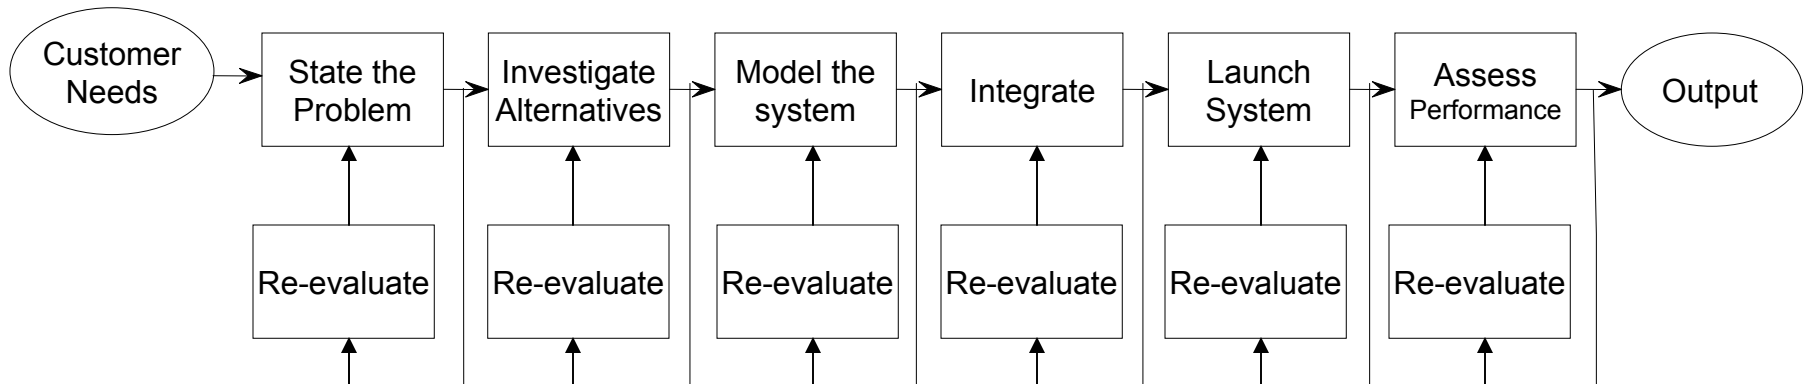 Customer
Needs
State the
Problem
Investigate
Alternatives
Model the
system
Integrate
Launch
System
Assess
Performance
Output
Re-evaluate
Re-evaluate
Re-evaluate
Re-evaluate
Re-evaluate
Re-evaluate